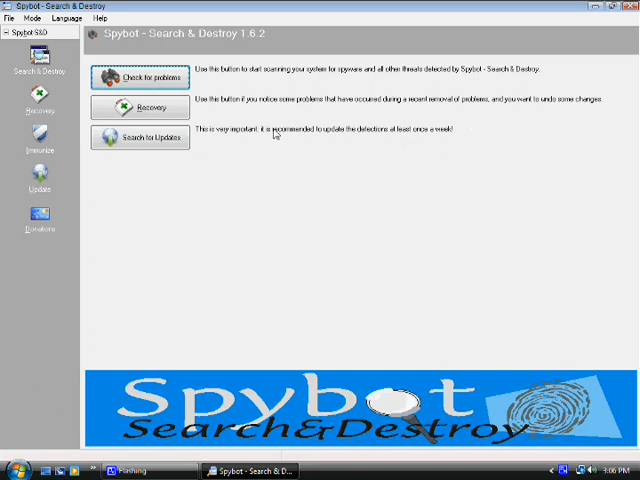 Spybot - Search & Destroy
File Mode Language Help
Spybot S&D
Spybot - Search & Destroy 1.6.2
Search & Destroy
Recovery
Immunize
Update
Donations
Check for problems
Use this button to start scanning your system for spyware and all other threats detected by Spybot - Search & Destroy.
Recovery
Use this button if you notice some problems that have occurred during a recent removal of problems, and you want to undo some changes.
Search for Updates
This is very important: it is recommended to update the detections at least once a week!
Spybot
Search&Destroy
Flashing
Spybot - Search & D...
3:06 PM